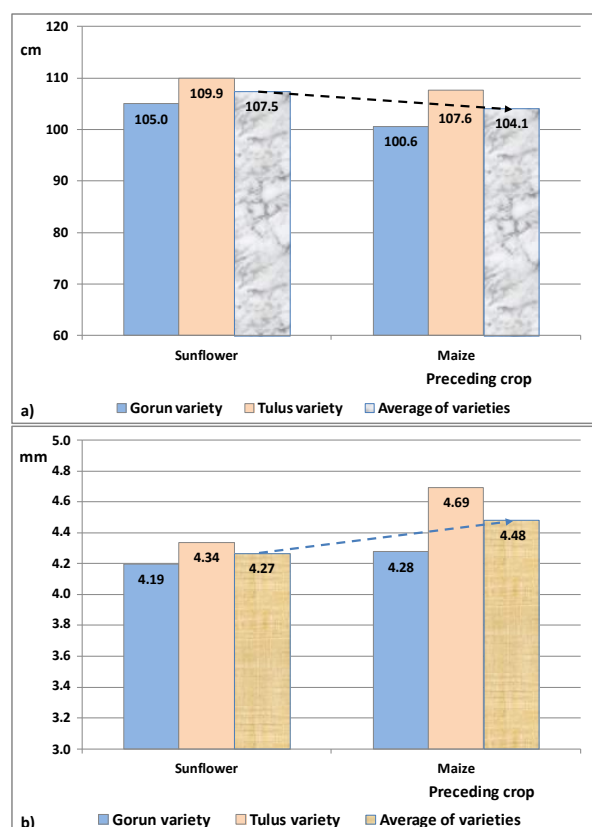 120
cm
110
100
90
80
70
60
105.0
109.9
107.5
100.6
107.6
104.1
Sunflower
Maize
Preceding crop
a)
Gorun variety
Tulus variety
Average of varieties
5.0
mm
4.8
4.6
4.4
4.2
4.0
3.8
3.6
3.4
3.2
3.0
4.19
4.34
4.27
4.28
4.69
4.48
Sunflower
Maize
Preceding crop
b)
Gorun variety
Tulus variety
Average of varieties